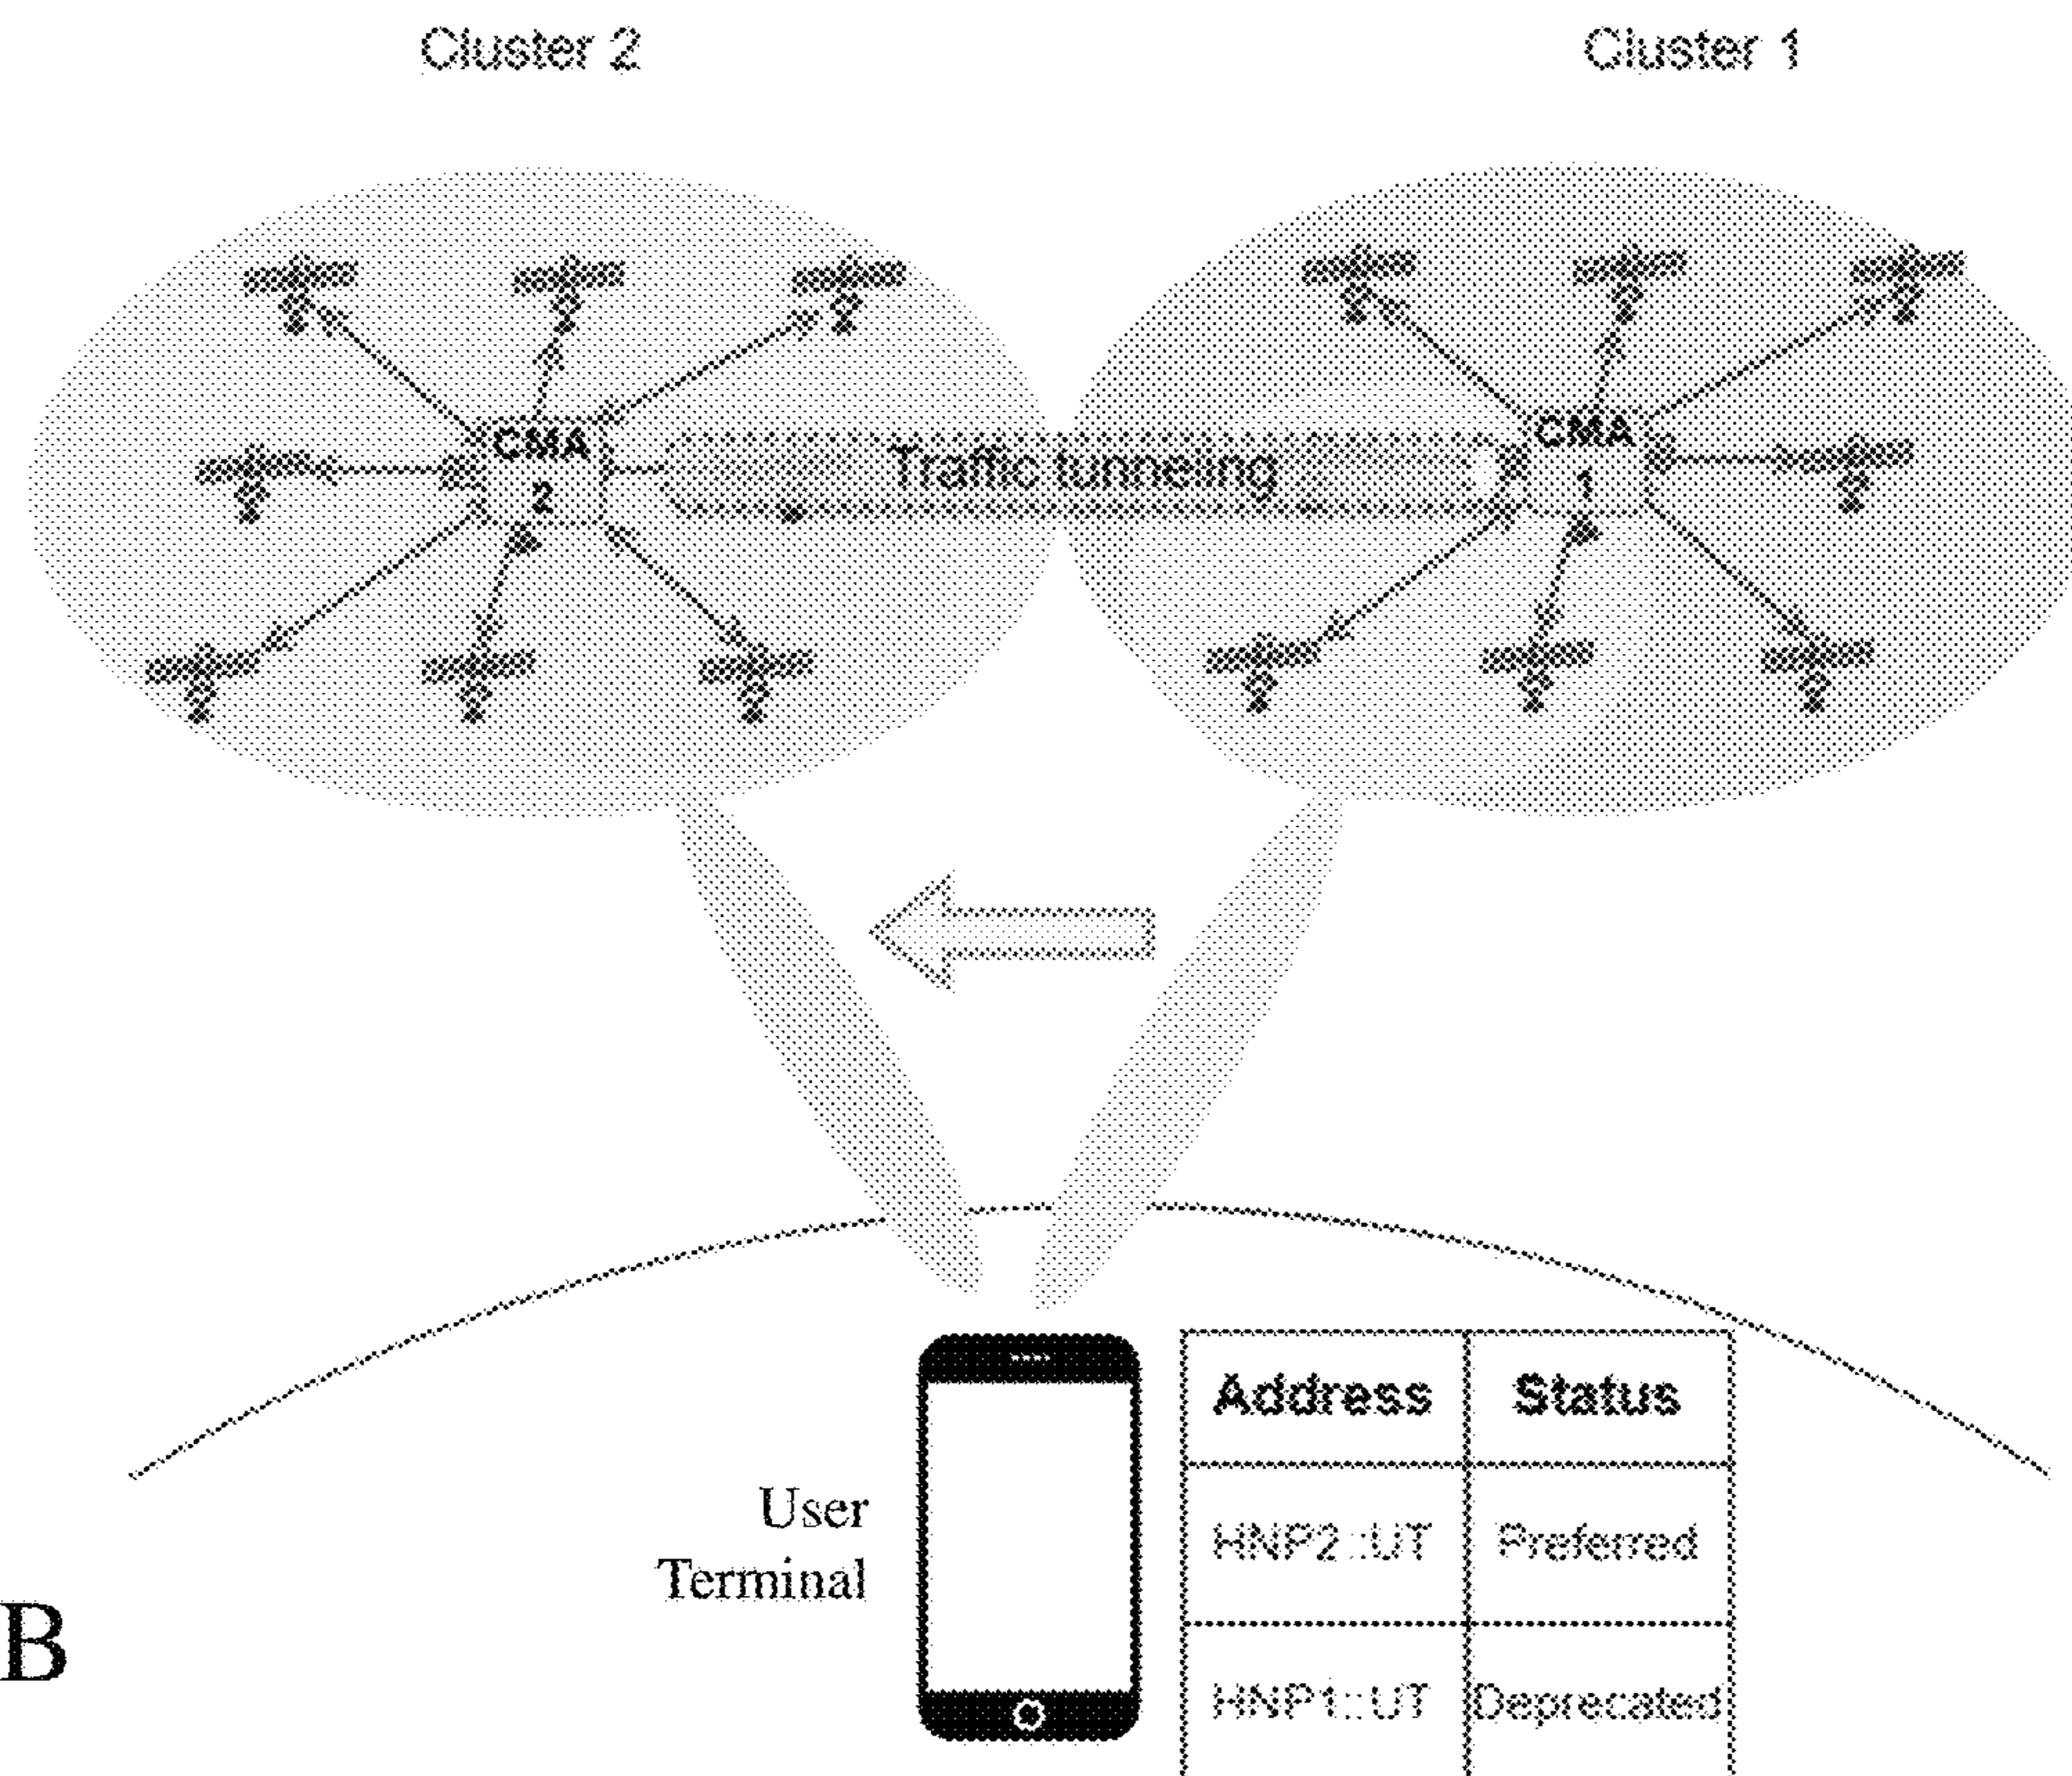 Cluster 2
Cluster 1
CMA
2
Traffic tunneling
CMA
1
User
Terminal
Address Status
HNP2::UT Preferred
HNP1::UT Deprecated
B